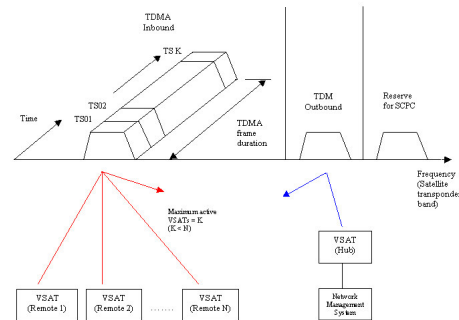 TDMA
Inbound
TS K
TS02
TS01
Time
TDMA
frame
duration
TDM
Outbound
Reserve
for SCPC
Frequency
(Satellite
transponder
band)
Maximum active
VSATs = K
(K < N)
VSAT
(Hub)
Network
Management
System
VSAT
(Remote 1)
VSAT
(Remote 2)
.......
VSAT
(Remote N)